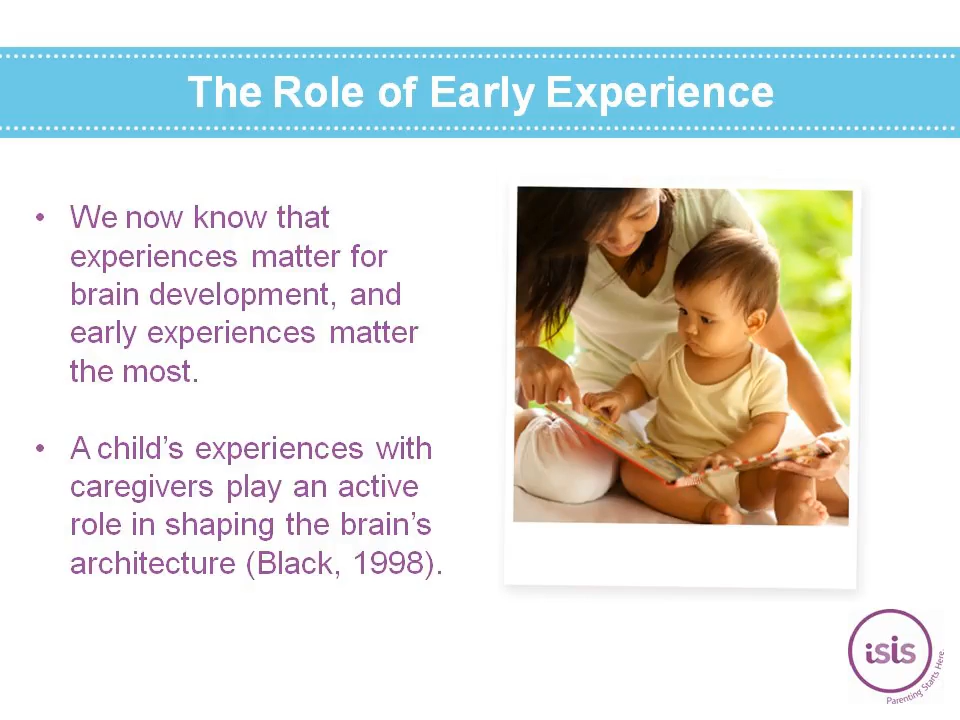 The Role of Early Experience
• We now know that
experiences matter for
brain development, and
early experiences matter
the most.
• A child’s experiences with
caregivers play an active
role in shaping the brain’s
architecture (Black, 1998).
isis
Parenting Starts Here.